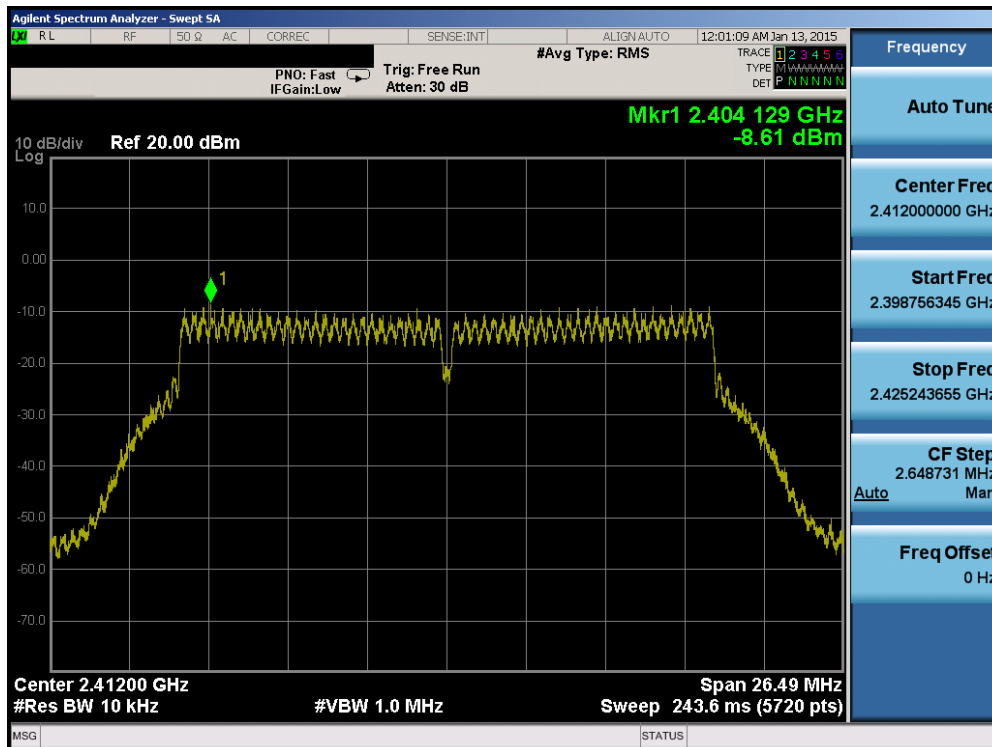 Agilent Spectrum Analyzer - Swept SA
LXI RL RF 50 Ω AC CORREC SENSE:INT ALIGN AUTO 12:01:09 AM Jan 13, 2015
PNO: Fast
IFGain:Low
Trig: Free Run
Atten: 30 dB
#Avg Type: RMS
TRACE 1 2 3 4 5 6
TYPE M W W W W W
DET P N N N N N
Mkr1 2.404 129 GHz
-8.61 dBm
10 dB/div Ref 20.00 dBm
Log
10.0
0.00
-10.0
-20.0
-30.0
-40.0
-50.0
-60.0
-70.0
1
Center 2.41200 GHz Span 26.49 MHz
#Res BW 10 kHz #VBW 1.0 MHz Sweep 243.6 ms (5720 pts)
MSG STATUS
Frequency
Auto Tune
Center Freq
2.412000000 GHz
Start Freq
2.398756345 GHz
Stop Freq
2.425243655 GHz
CF Step
2.648731 MHz
Auto Man
Freq Offset
0 Hz